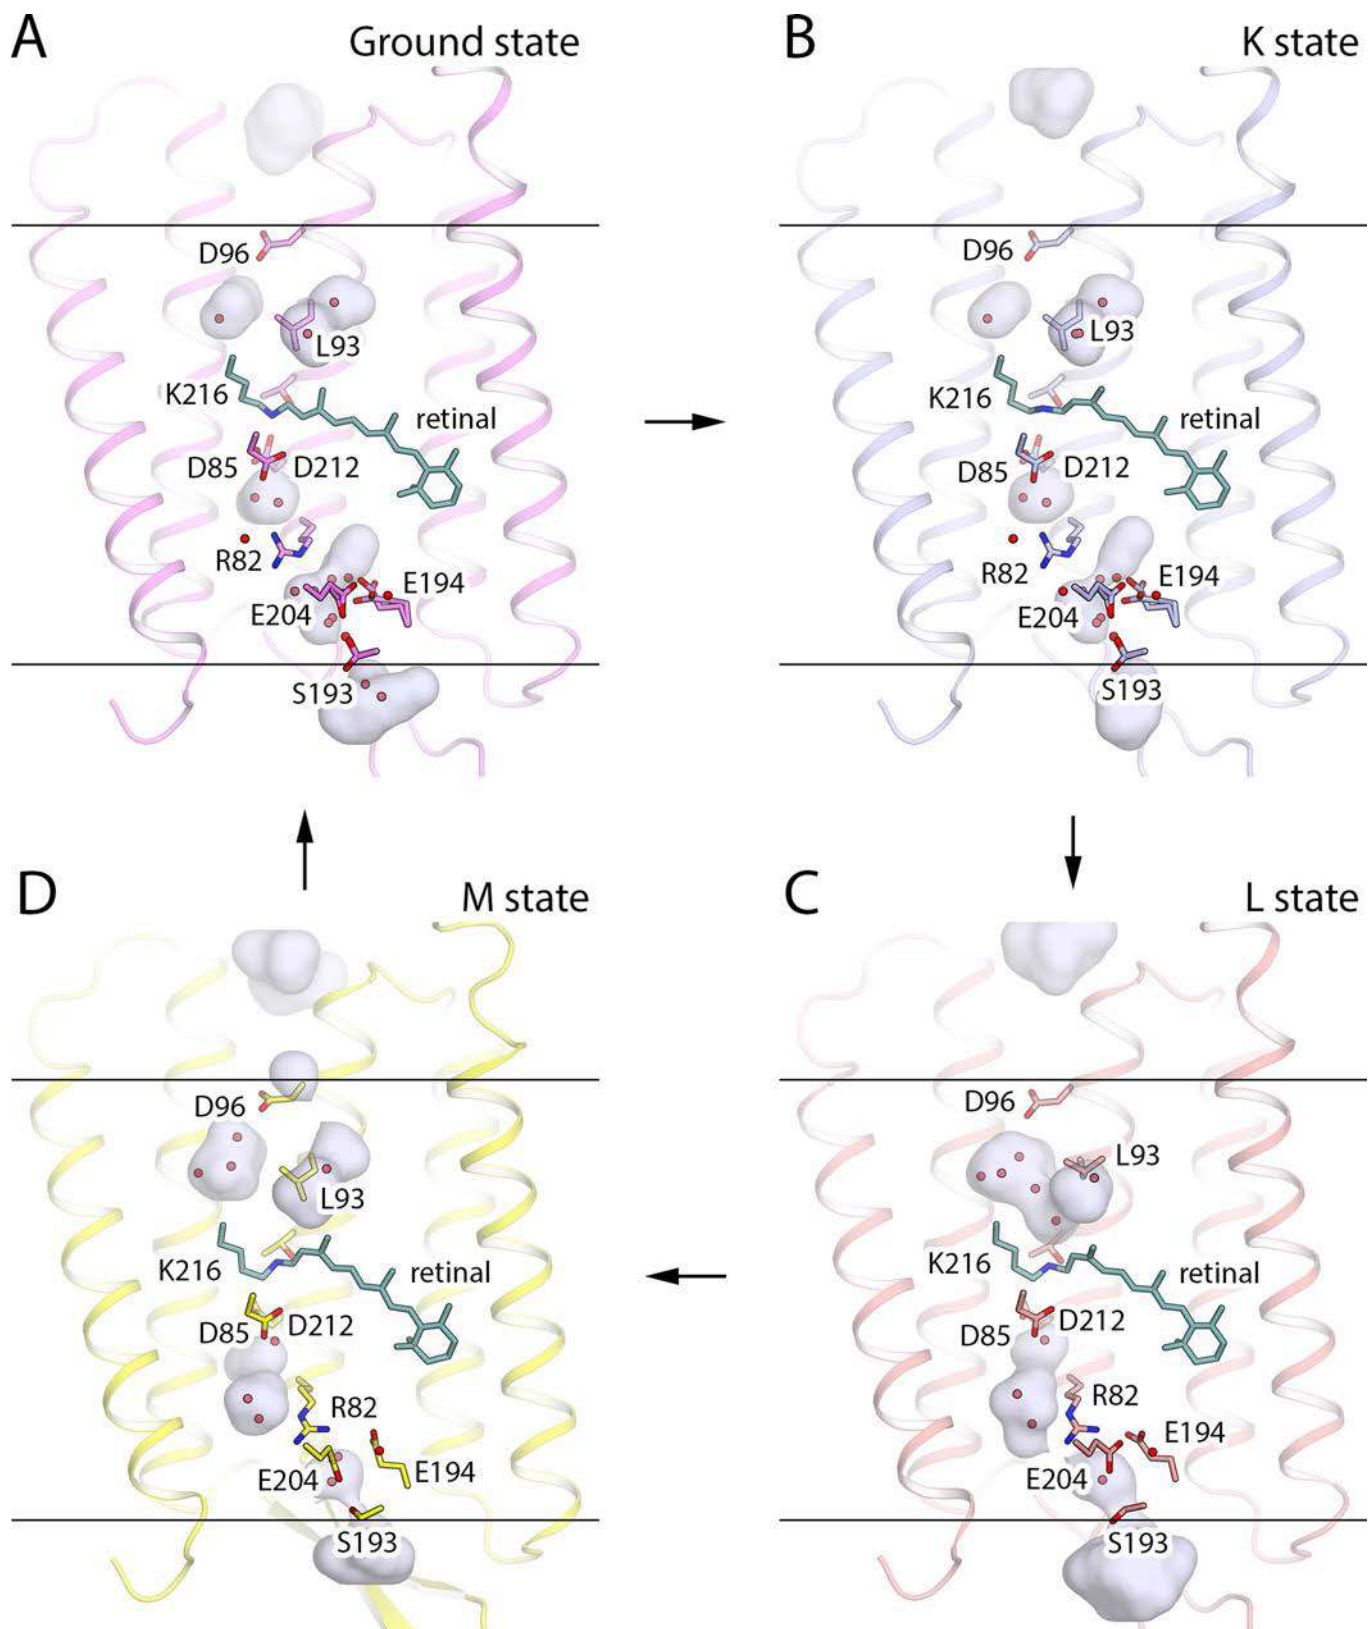 A
Ground state
D96
L93
K216
retinal
D85
D212
R82
E194
E204
S193
B
K state
D96
L93
K216
retinal
D85
D212
R82
E194
E204
S193
D
M state
D96
L93
K216
retinal
D85
D212
R82
E204
E194
S193
C
L state
D96
L93
K216
retinal
D85
D212
R82
E194
E204
S193